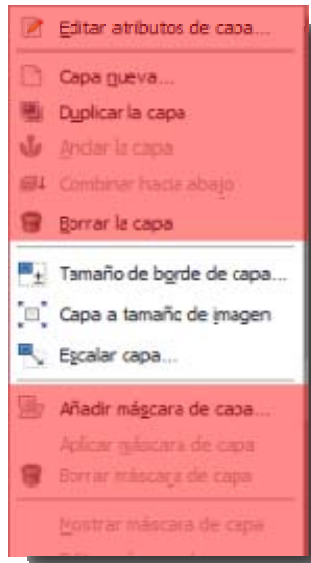 Editar atributos de capa...
Capa nueva...
Duplicar la capa
Anclar la capa
Combinar hacia abajo
Borrar la capa
Tamaño de borde de capa...
Capa a tamaño de imagen
Escalar capa...
Añadir máscara de capa...
Aplicar máscara de capa
Borrar máscara de capa
Mostrar máscara de capa